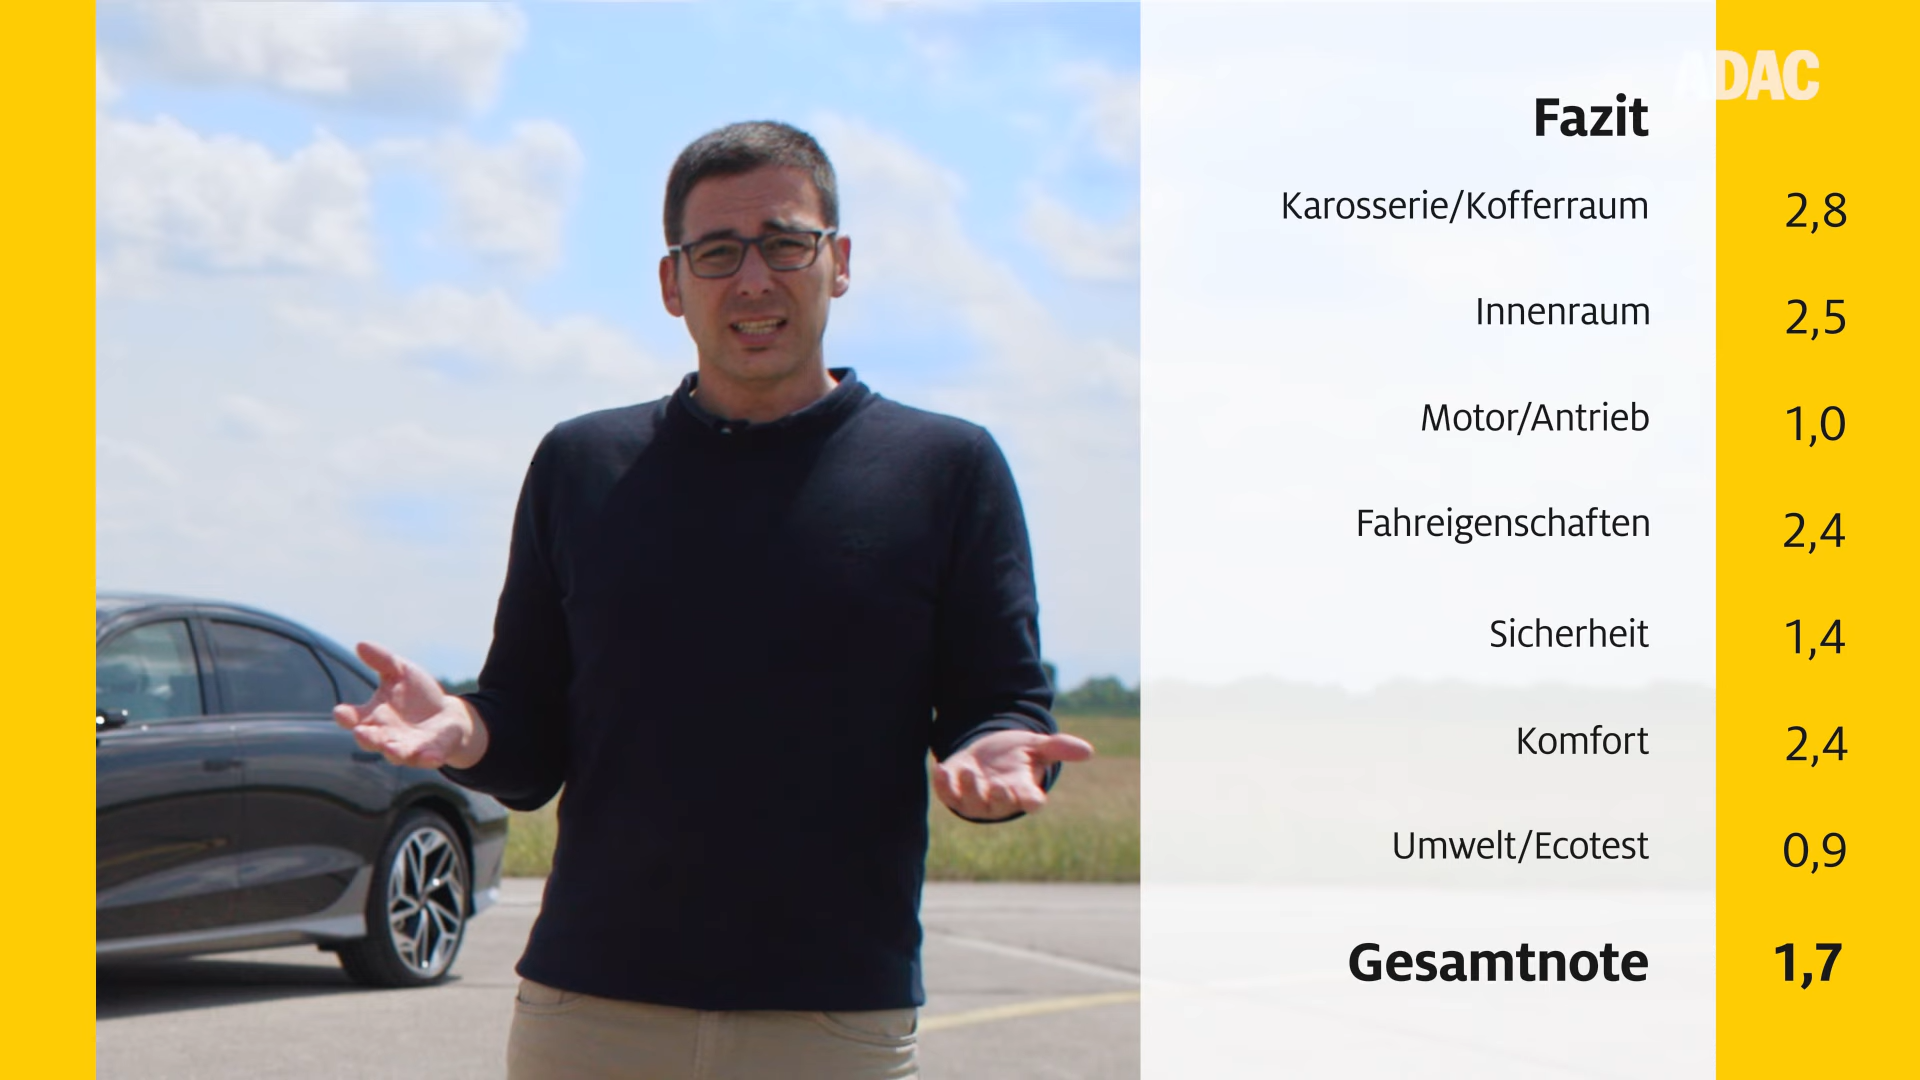 ADAC
Fazit
Karosserie/Kofferraum 2,8
Innenraum 2,5
Motor/Antrieb 1,0
Fahreigenschaften 2,4
Sicherheit 1,4
Komfort 2,4
Umwelt/Ecotest 0,9
Gesamtnote 1,7